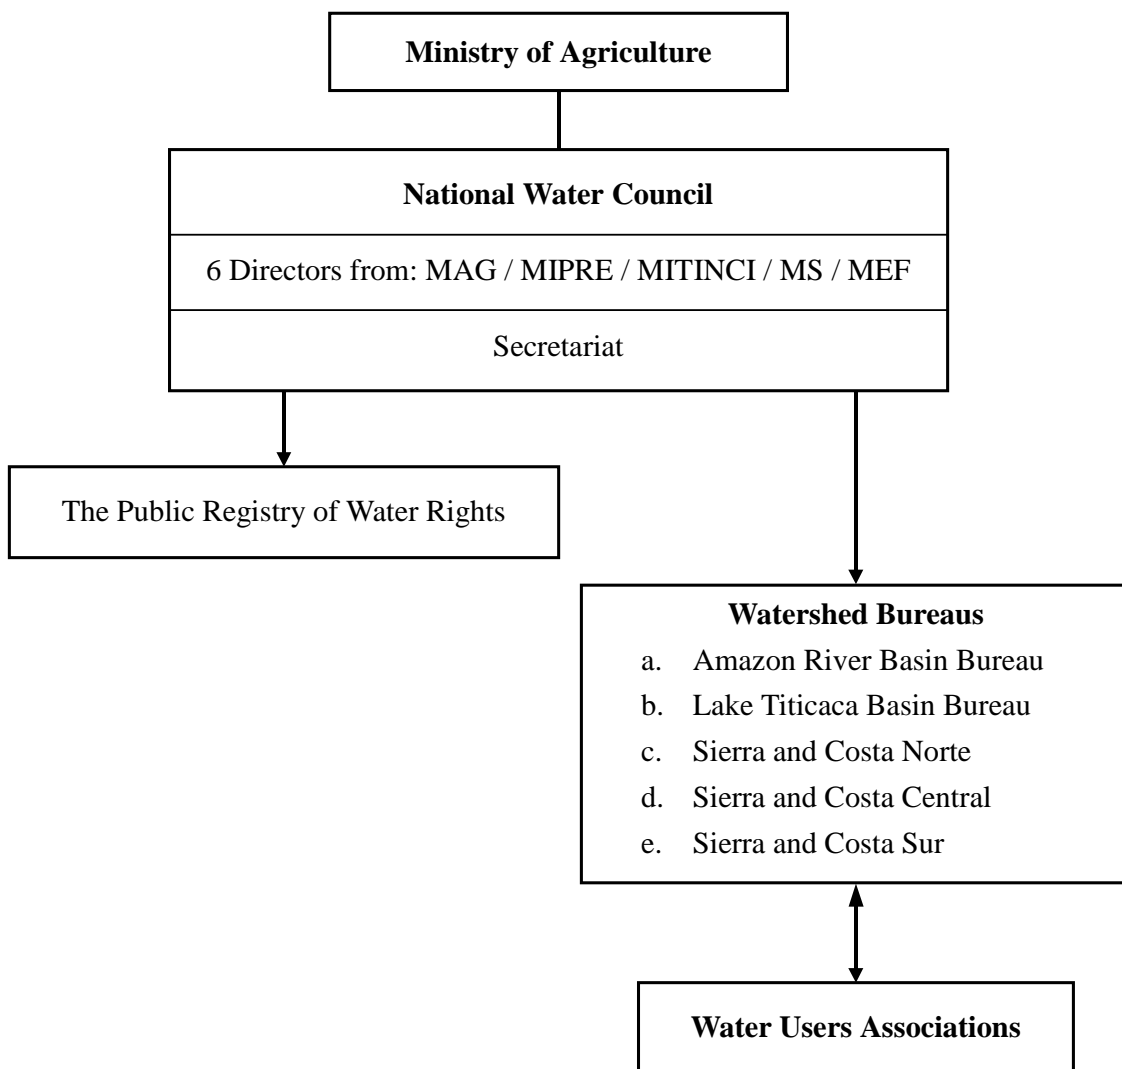 Ministry of Agriculture
National Water Council
6 Directors from: MAG / MIPRE / MITINCI / MS / MEF
Secretariat
The Public Registry of Water Rights
Watershed Bureaus
a. Amazon River Basin Bureau
b. Lake Titicaca Basin Bureau
c. Sierra and Costa Norte
d. Sierra and Costa Central
e. Sierra and Costa Sur
Water Users Associations